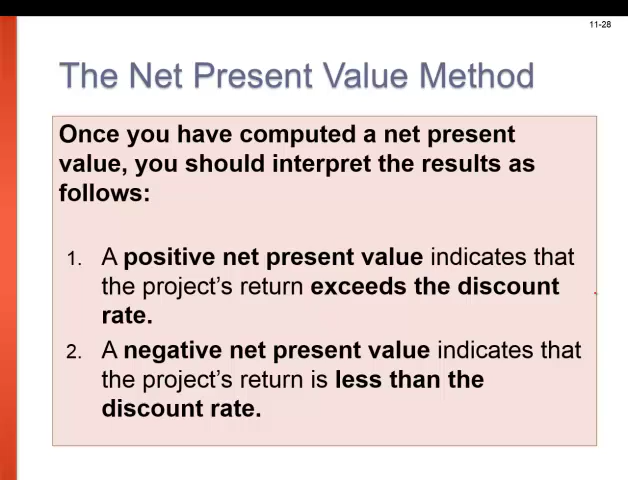 11-28
The Net Present Value Method
Once you have computed a net present
value, you should interpret the results as
follows:
1. A positive net present value indicates that
the project’s return exceeds the discount
rate.
2. A negative net present value indicates that
the project’s return is less than the
discount rate.